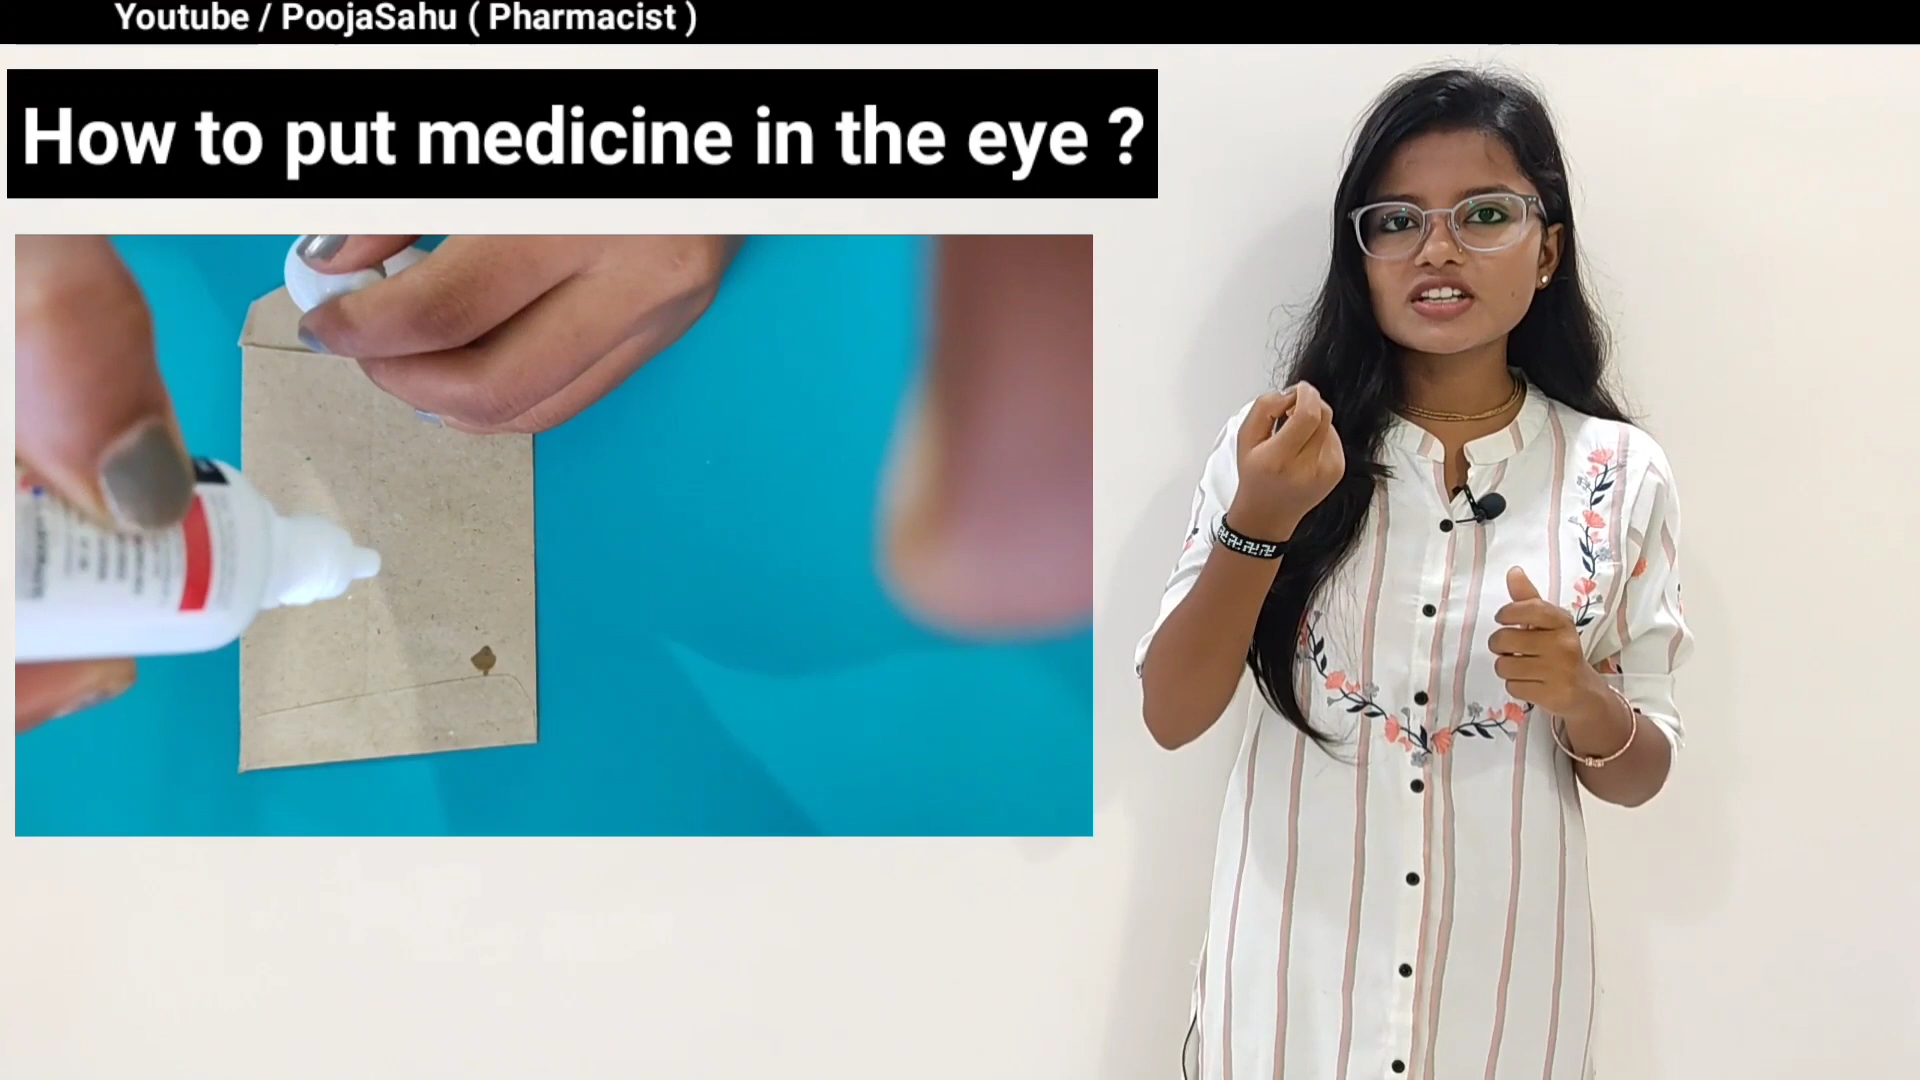 Youtube / PoojaSahu ( Pharmacist )
How to put medicine in the eye ?